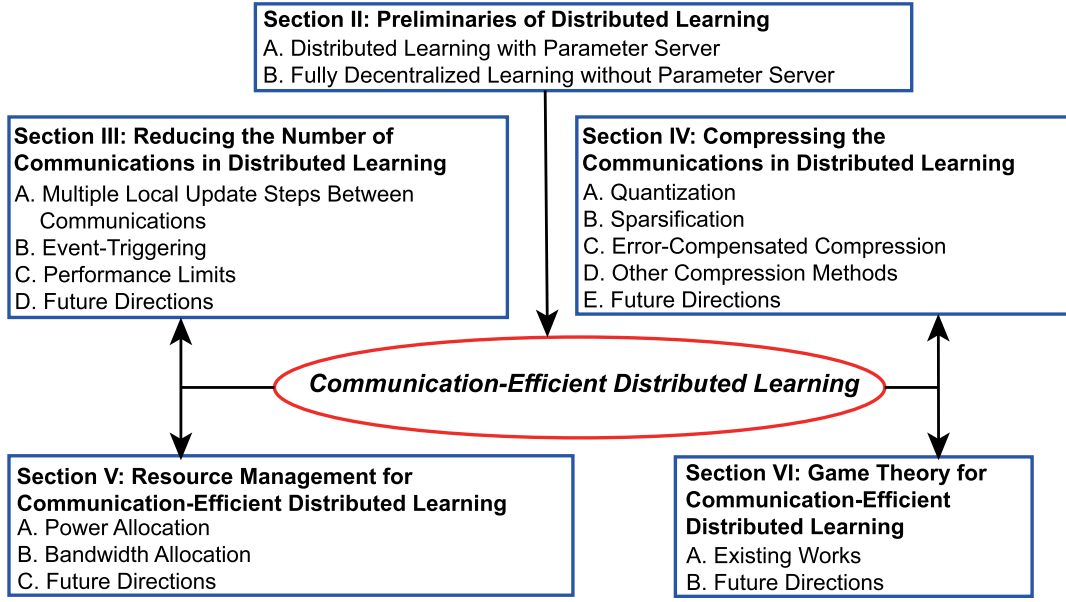 Section II: Preliminaries of Distributed Learning
A. Distributed Learning with Parameter Server
B. Fully Decentralized Learning without Parameter Server
Section III: Reducing the Number of
Communications in Distributed Learning
A. Multiple Local Update Steps Between
Communications
B. Event-Triggering
C. Performance Limits
D. Future Directions
Section IV: Compressing the
Communications in Distributed Learning
A. Quantization
B. Sparsification
C. Error-Compensated Compression
D. Other Compression Methods
E. Future Directions
Communication-Efficient Distributed Learning
Section V: Resource Management for
Communication-Efficient Distributed Learning
A. Power Allocation
B. Bandwidth Allocation
C. Future Directions
Section VI: Game Theory for
Communication-Efficient
Distributed Learning
A. Existing Works
B. Future Directions